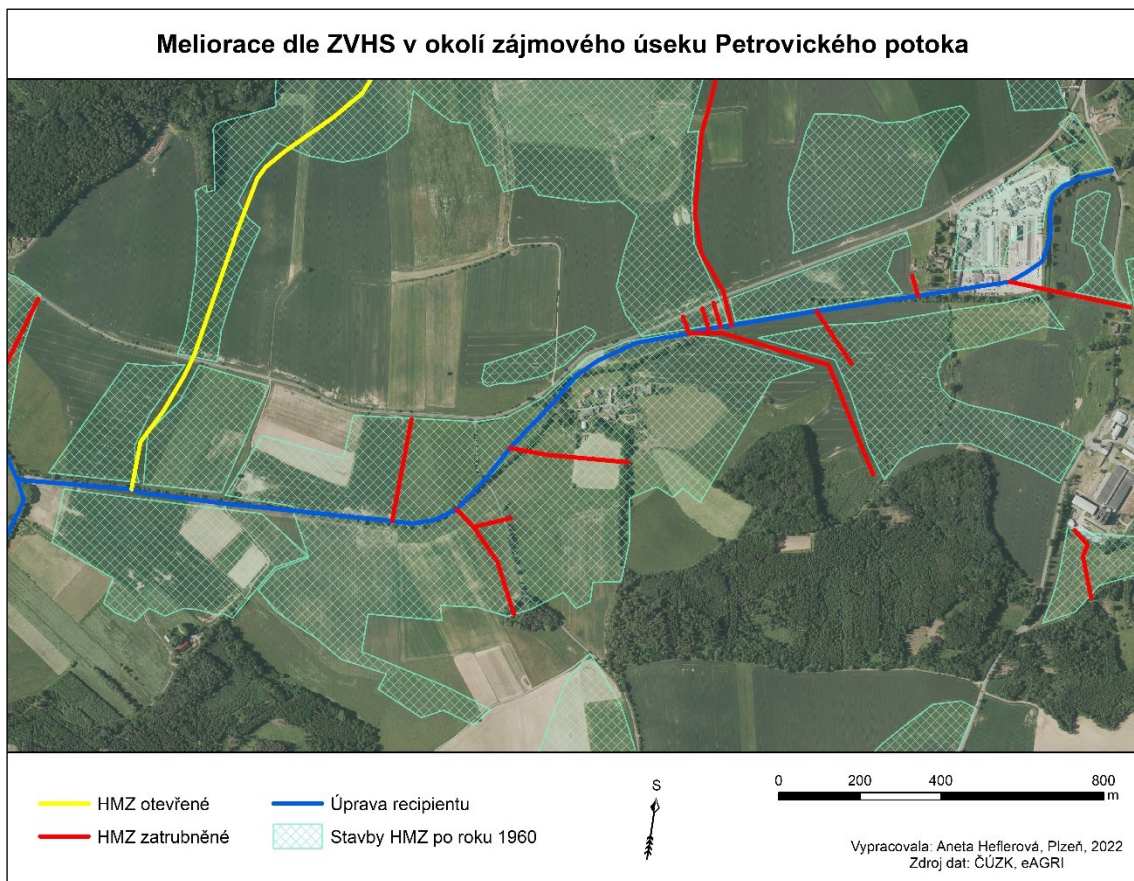 Meliorace dle ZVHS v okolí zájmového úseku Petrovického potoka
HMZ otevřené
HMZ zatrubněné
Úprava recipientu
Stavby HMZ po roku 1960
S
0 200 400 800
m
Vypracovala: Aneta Heflerová, Plzeň, 2022
Zdroj dat: ČÚZK, eAGRI